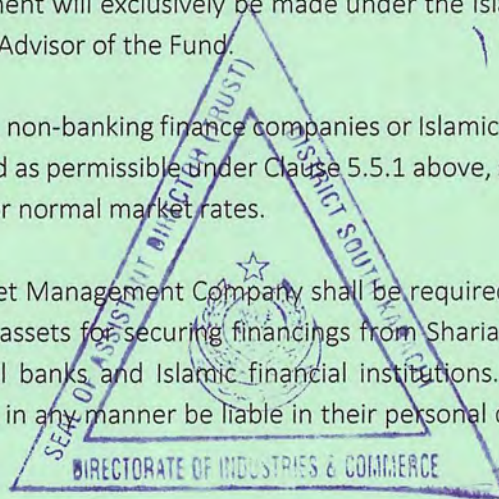 nent will exclusively be made under the Isla
Advisor of the Fund.
non-banking finance companies or Islamic
d as permissible under Clause 5.5.1 above, s
r normal market rates.
et Management Company shall be required
assets for securing financings from Sharia
l banks and Islamic financial institutions.
in any manner be liable in their personal c
SEAL OF ASSISTANT DIRECTOR (TRUST)
DISTRICT SOUTH KARACHI
DIRECTORATE OF INDUSTRIES & COMMERCE